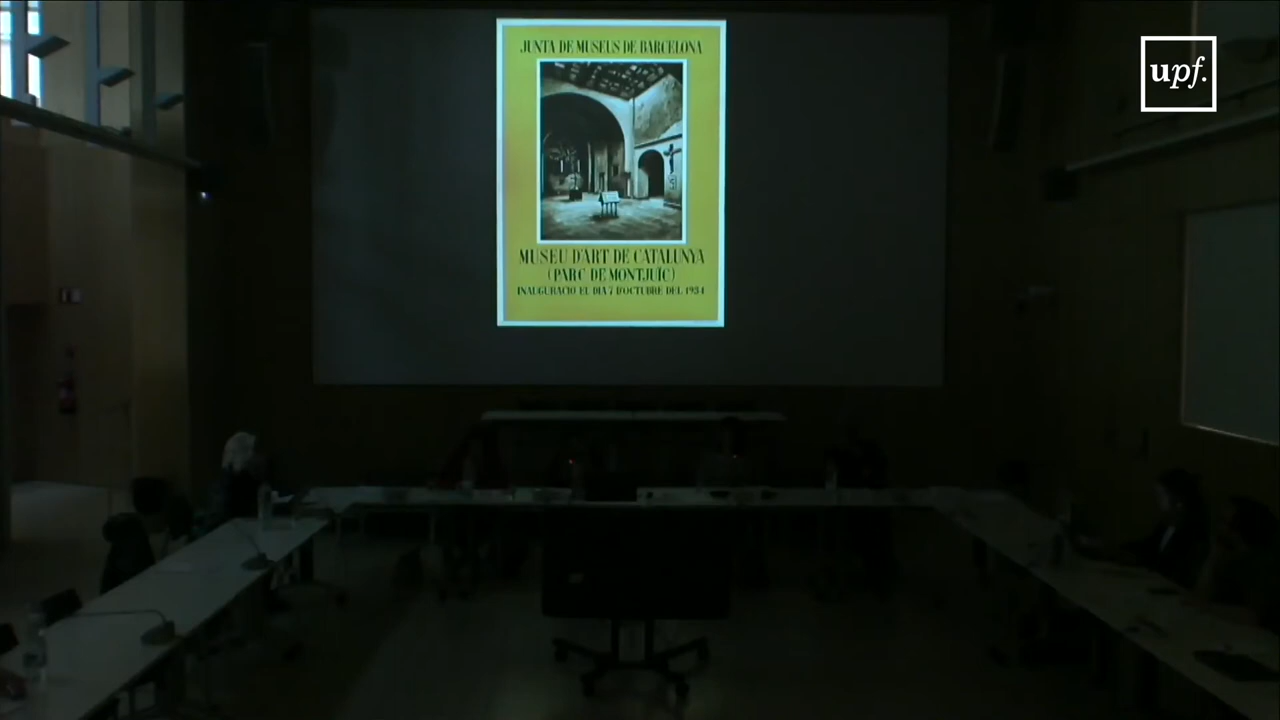 JUNTA DE MUSEUS DE BARCELONA
MUSEU D'ART DE CATALUNYA
(PARC DE MONTJUÏC)
INAUGURACIÓ EL DIA 7 D'OCTUBRE DEL 1934
upf.